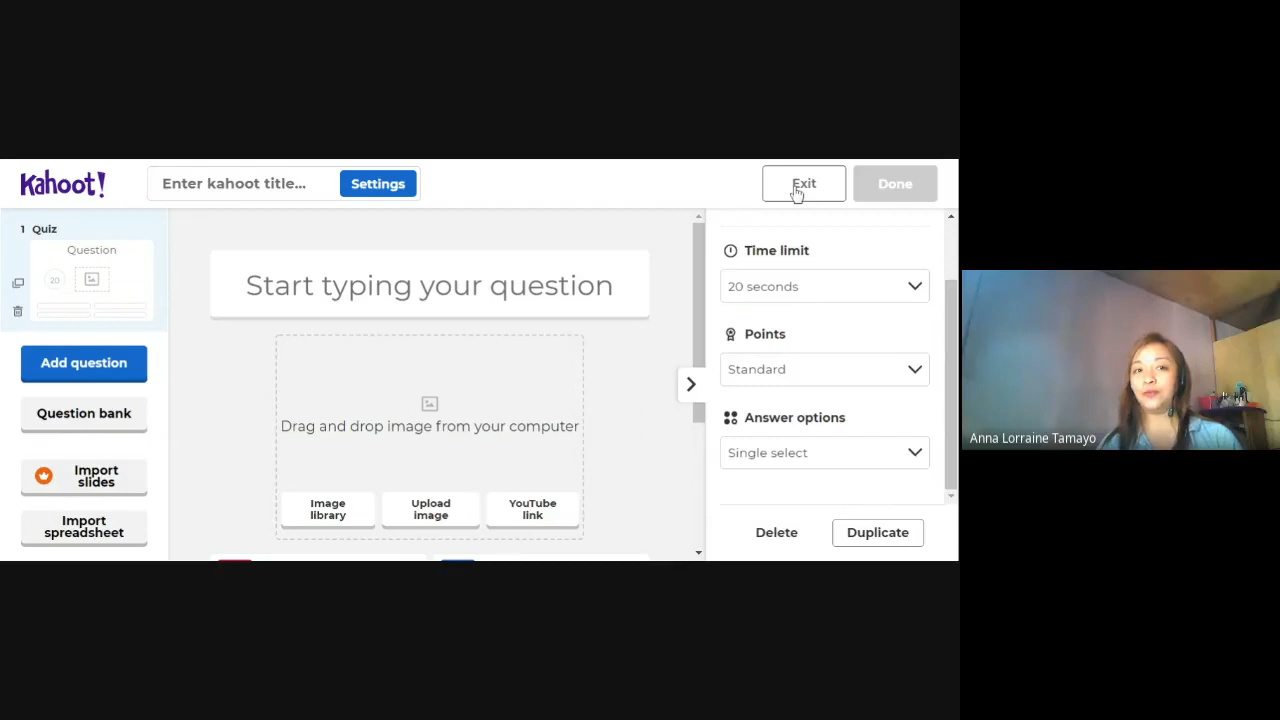 Kahoot!
Enter kahoot title...
Settings
Exit
Done
1 Quiz
Question
20
Add question
Question bank
Import
slides
Import
spreadsheet
Start typing your question
Drag and drop image from your computer
Image
library
Upload
image
YouTube
link
Time limit
20 seconds
Points
Standard
Answer options
Single select
Delete
Duplicate
Anna Lorraine Tamayo